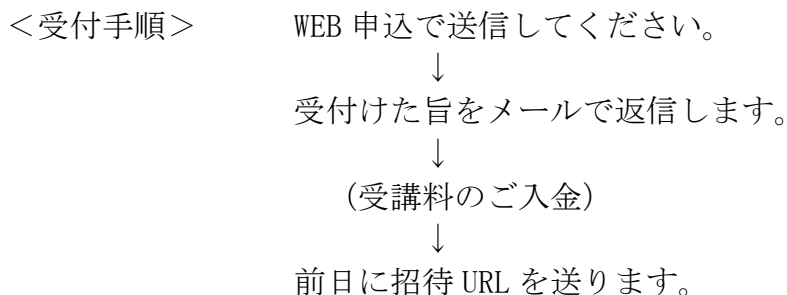 ＜受付手順＞ WEB 申込で送信してください。
↓
受付けた旨をメールで返信します。
↓
(受講料のご入金)
↓
前日に招待 URL を送ります。